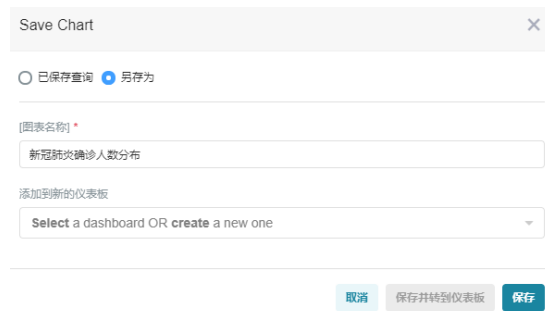 Save Chart
已保存查询 另存为
[图表名称] *
新冠肺炎确诊人数分布
添加到新的仪表板
Select a dashboard OR create a new one
取消 保存并转到仪表板 保存